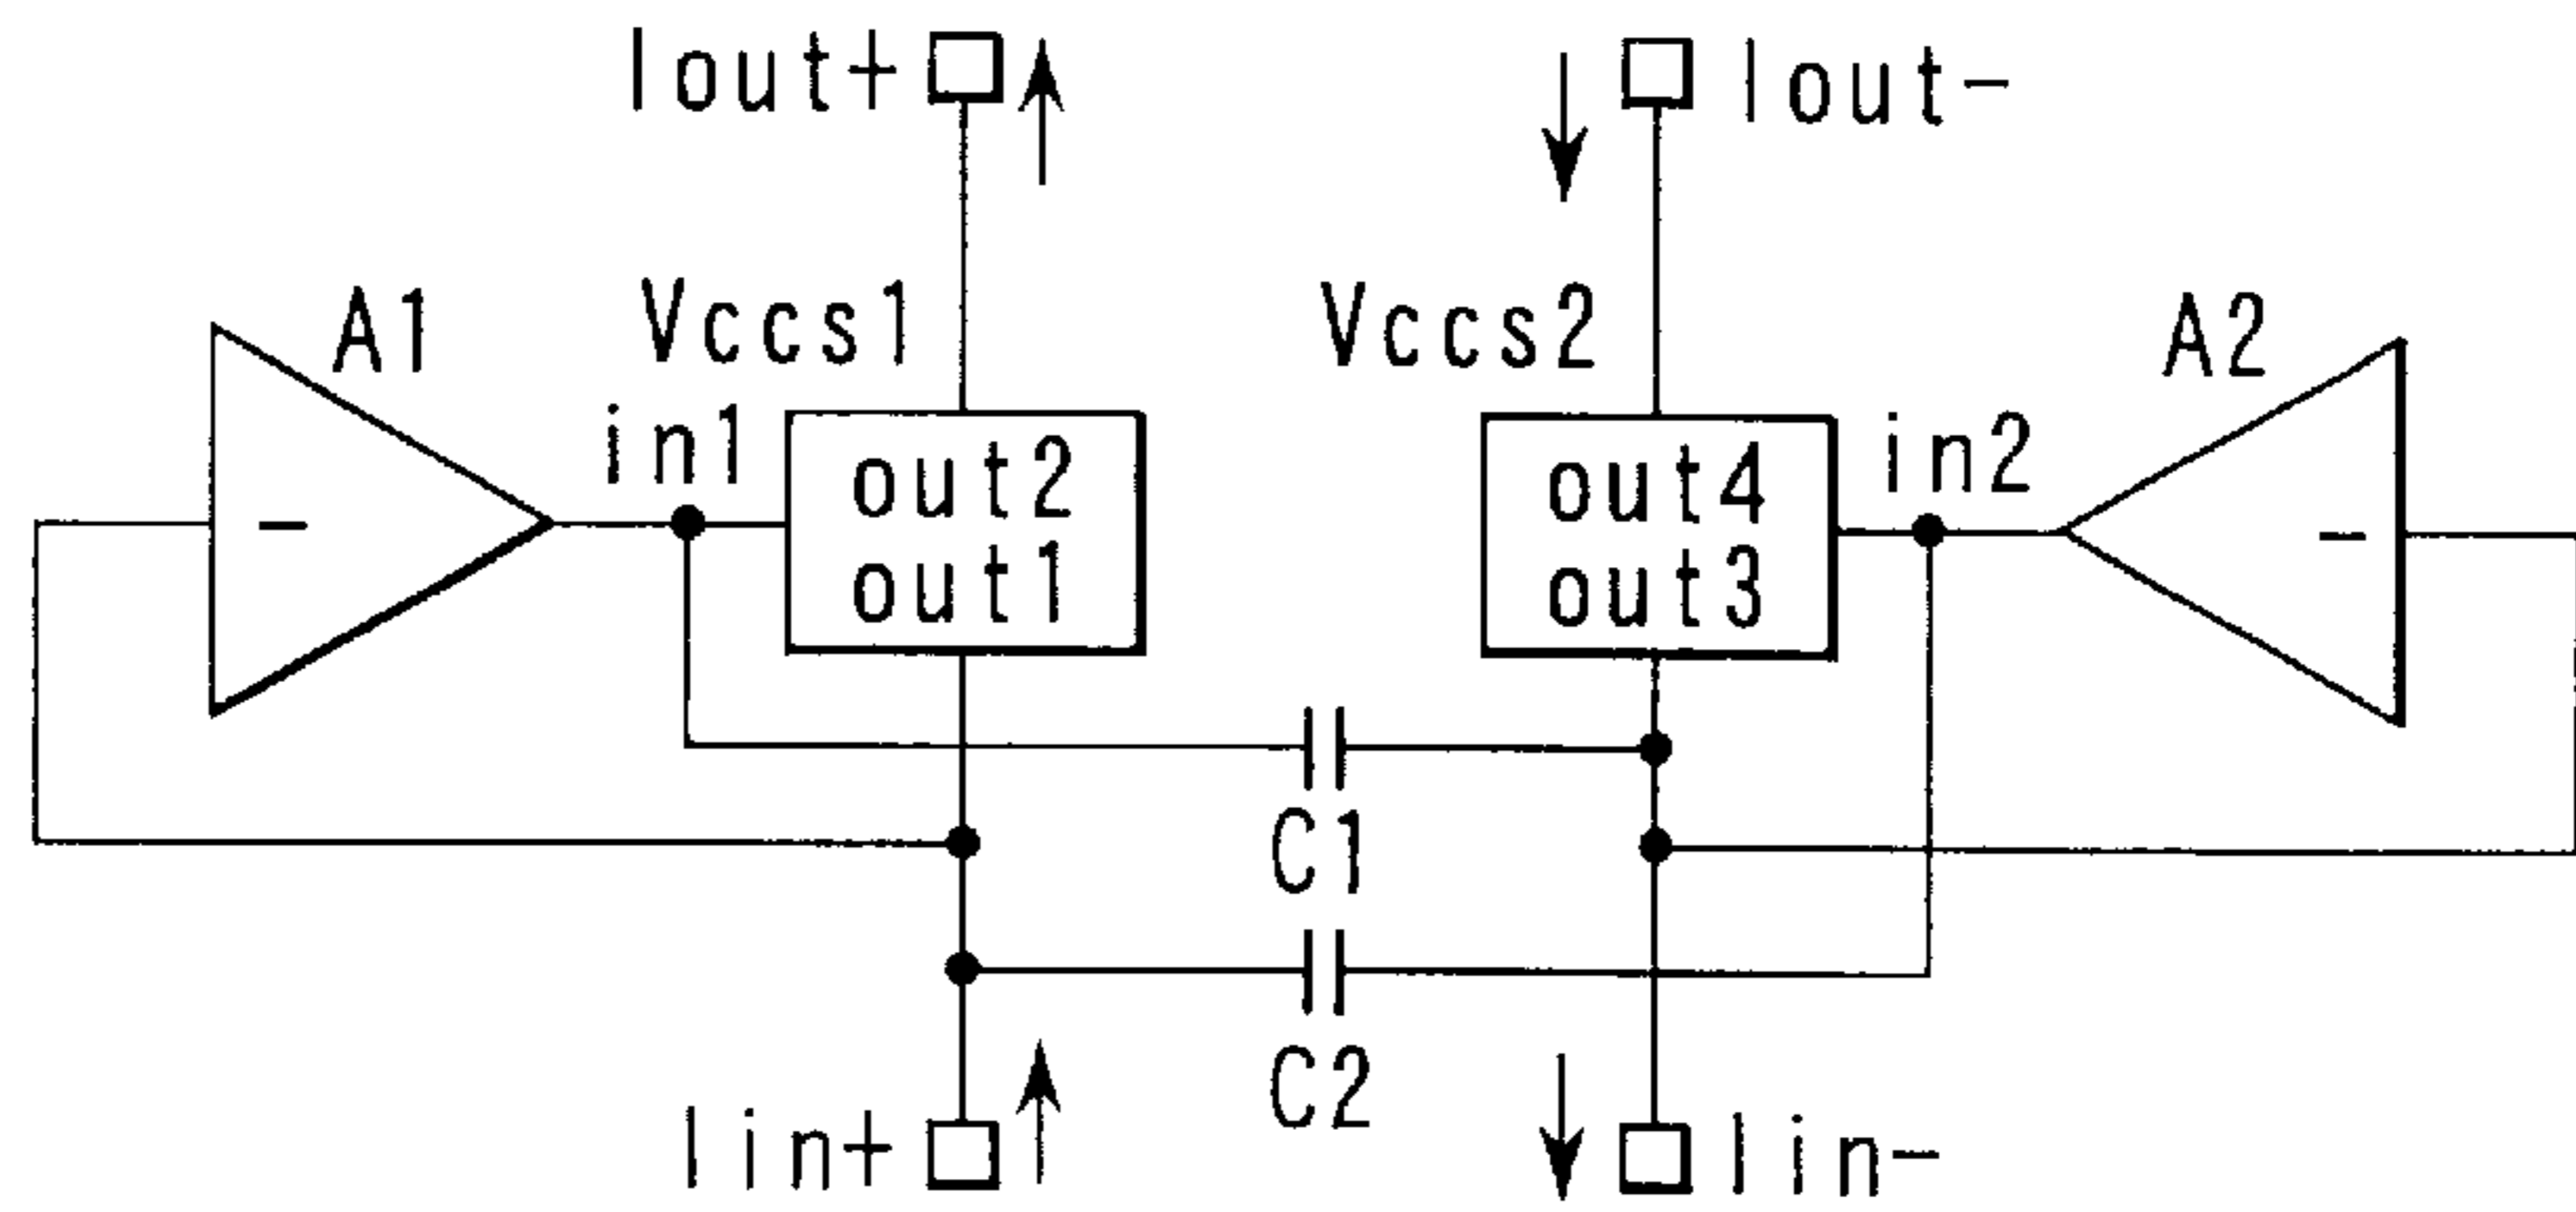 Iout+
Iout-
A1
Vccs1
Vccs2
A2
in1
in2
out2
out1
out4
out3
-
-
C1
C2
Iin+
Iin-